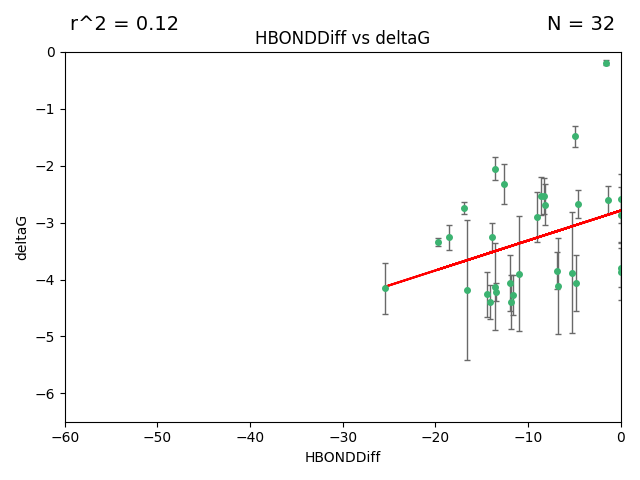 r^2 = 0.12
N = 32
HBONDDiff vs deltaG
0
−1
−2
−3
−4
−5
−6
deltaG
−60
−50
−40
−30
−20
−10
0
HBONDDiff